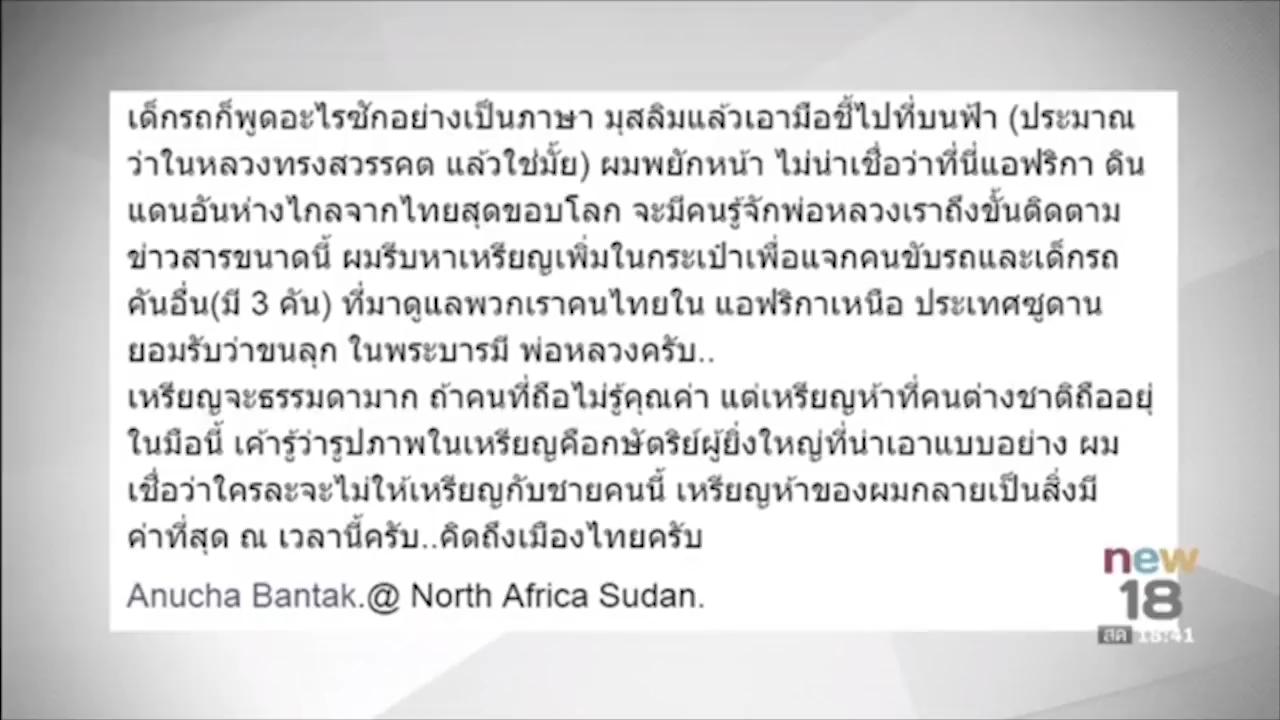 เด็กรถก็พูดอะไรซักอย่างเป็นภาษา มุสลิมแล้วเอามือชี้ไปที่บนฟ้า (ประมาณ
ว่าในหลวงทรงสวรรคต แล้วใช่มั้ย) ผมพยักหน้า ไม่น่าเชื่อว่าที่นี่แอฟริกา ดิน
แดนอันห่างไกลจากไทยสุดขอบโลก จะมีคนรู้จักพ่อหลวงเราถึงขั้นติดตาม
ข่าวสารขนาดนี้ ผมรีบหาเหรียญเพิ่มในกระเป๋าเพื่อแจกคนขับรถและเด็กรถ
คันอื่น(มี 3 คัน) ที่มาดูแลพวกเราคนไทยใน แอฟริกาเหนือ ประเทศซูดาน
ยอมรับว่าขนลุก ในพระบารมี พ่อหลวงครับ..
เหรียญจะธรรมดามาก ถ้าคนที่ถือไม่รู้คุณค่า แต่เหรียญห้าที่คนต่างชาติถืออยุ่
ในมือนี้ เค้ารู้ว่ารูปภาพในเหรียญคือกษัตริย์ผู้ยิ่งใหญ่ที่น่าเอาแบบอย่าง ผม
เชื่อว่าใครละจะไม่ให้เหรียญกับชายคนนี้ เหรียญห้าของผมกลายเป็นสิ่งมี
ค่าที่สุด ณ เวลานี้ครับ..คิดถึงเมืองไทยครับ
Anucha Bantak.@ North Africa Sudan.
new
18
สด 18:41